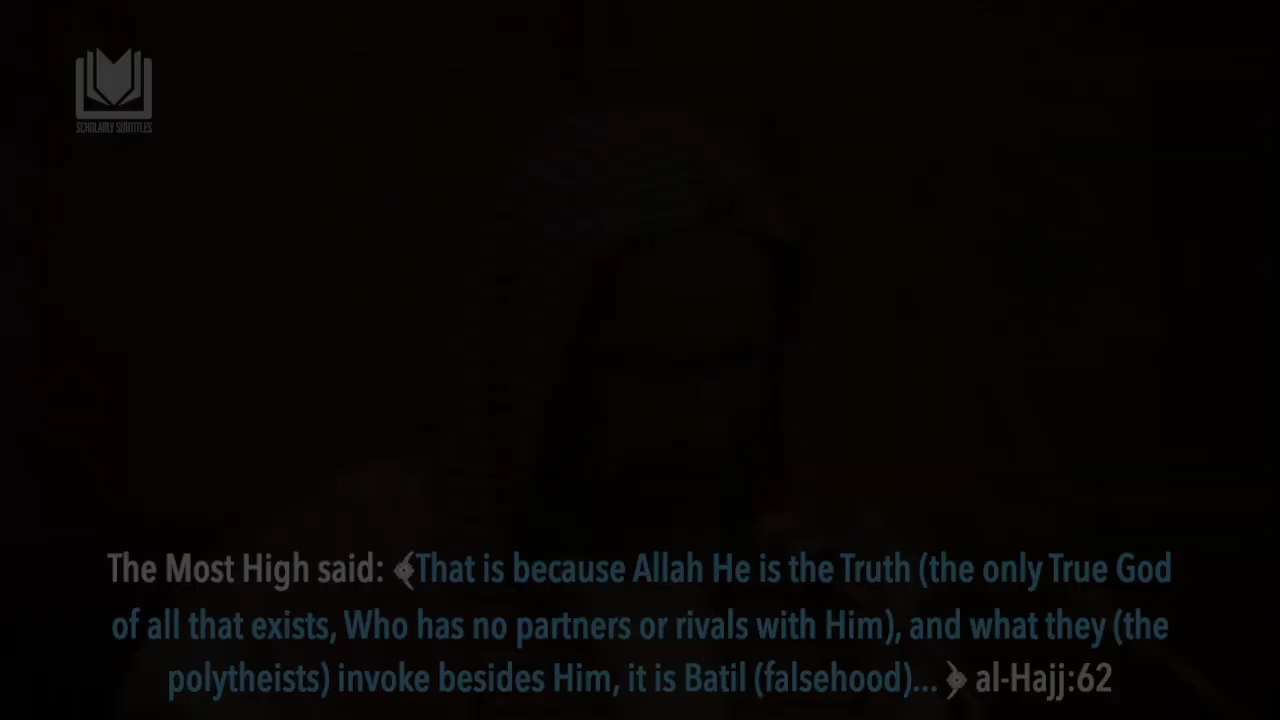 SCHOLARLY SUBTITLES
The Most High said: ﴾That is because Allah He is the Truth (the only True God
of all that exists, Who has no partners or rivals with Him), and what they (the
polytheists) invoke besides Him, it is Batil (falsehood)... ﴿ al-Hajj:62